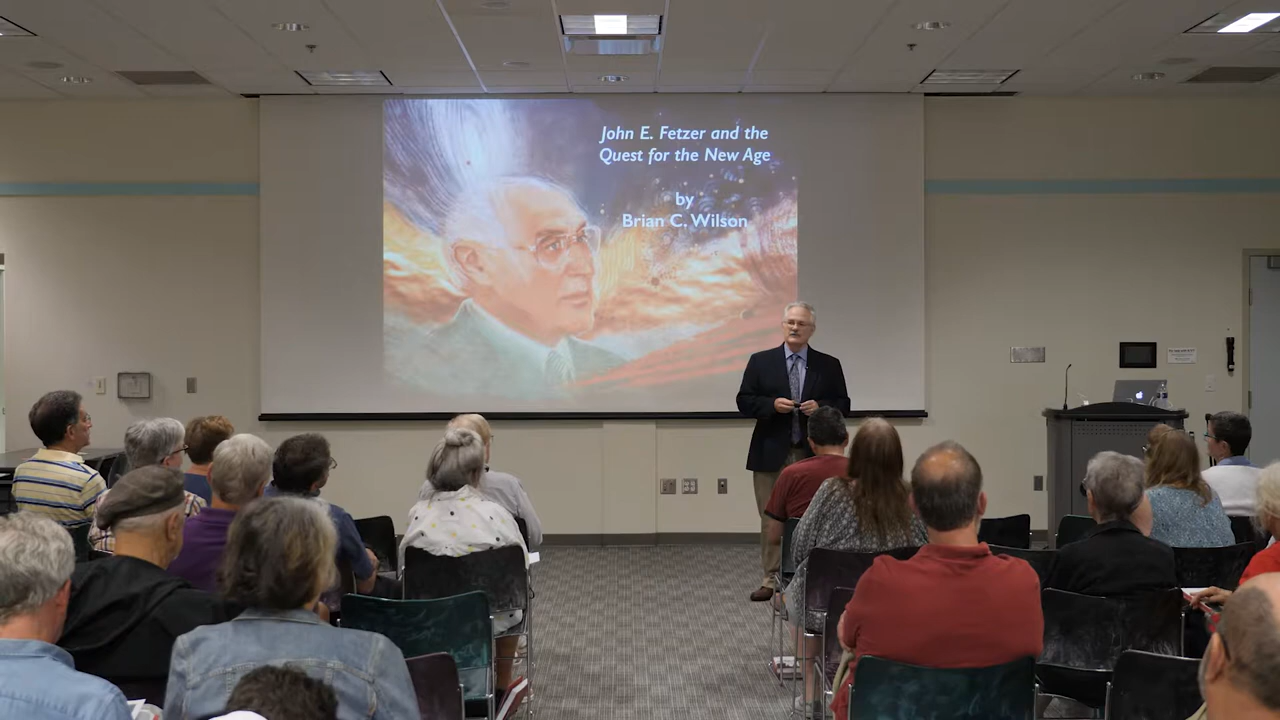 John E. Fetzer and the
Quest for the New Age
by
Brian C. Wilson